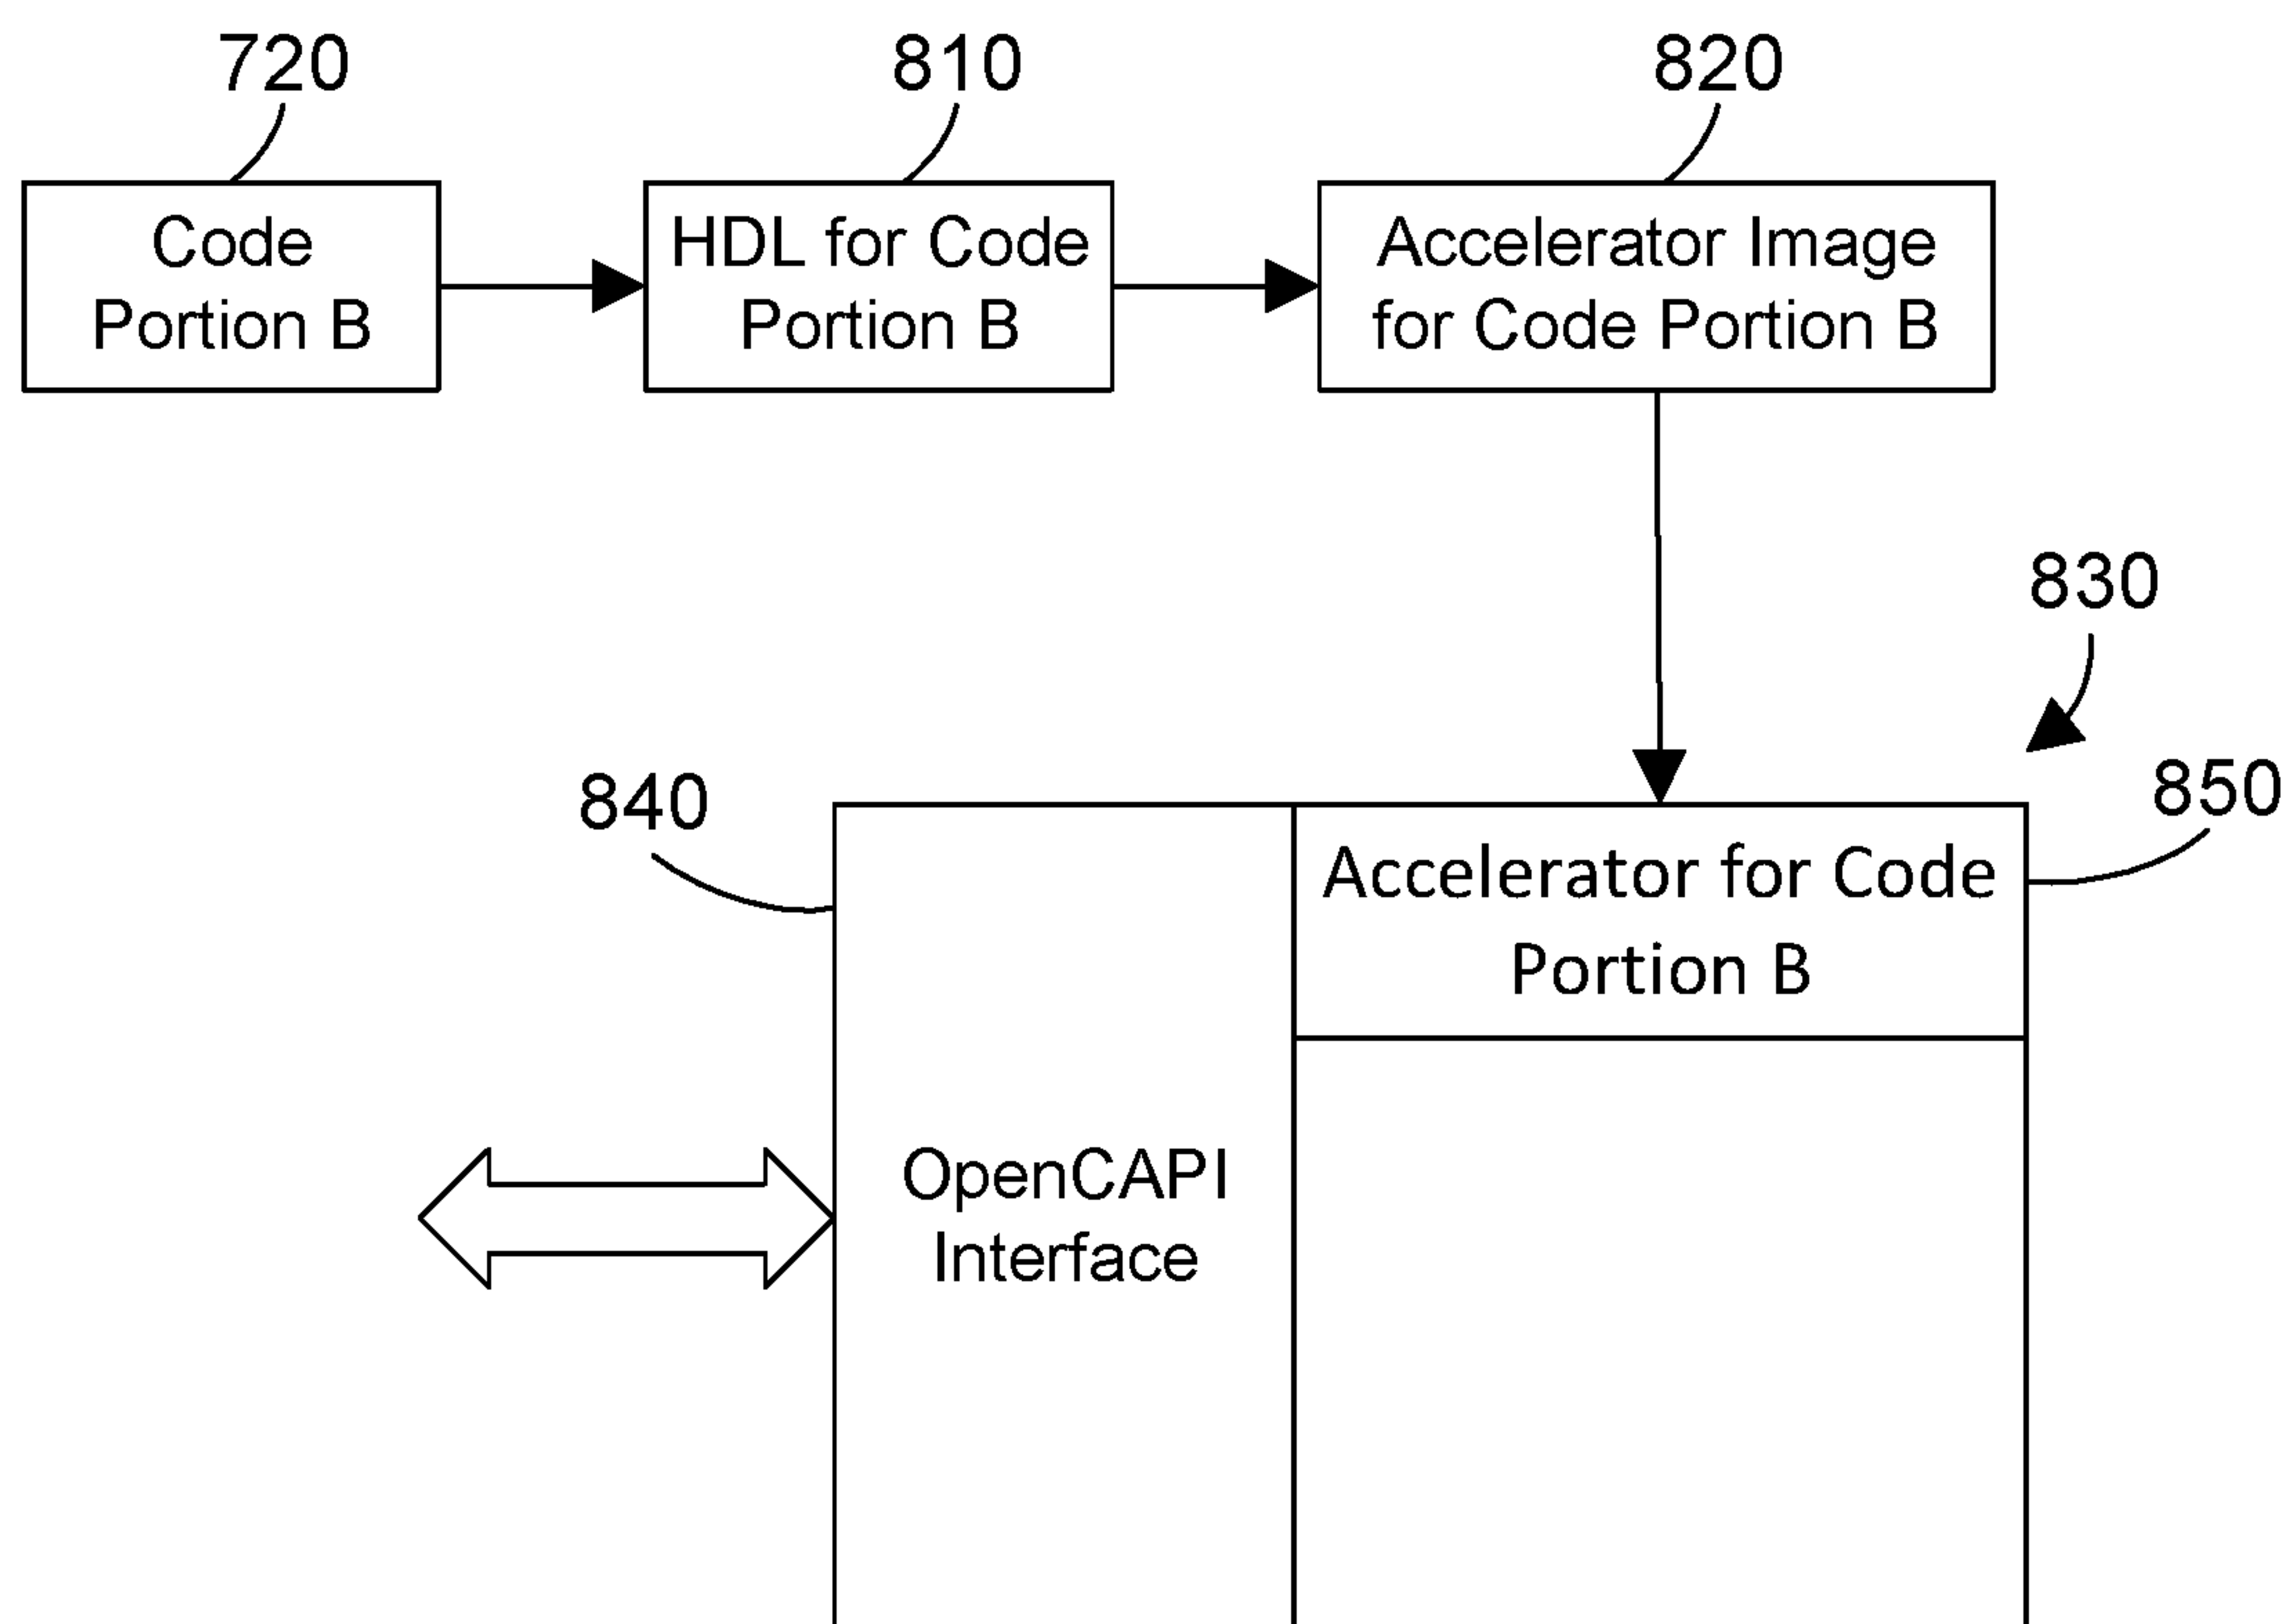 720
810
820
Code
Portion B
HDL for Code
Portion B
Accelerator Image
for Code Portion B
830
840
850
Accelerator for Code
Portion B
OpenCAPI
Interface